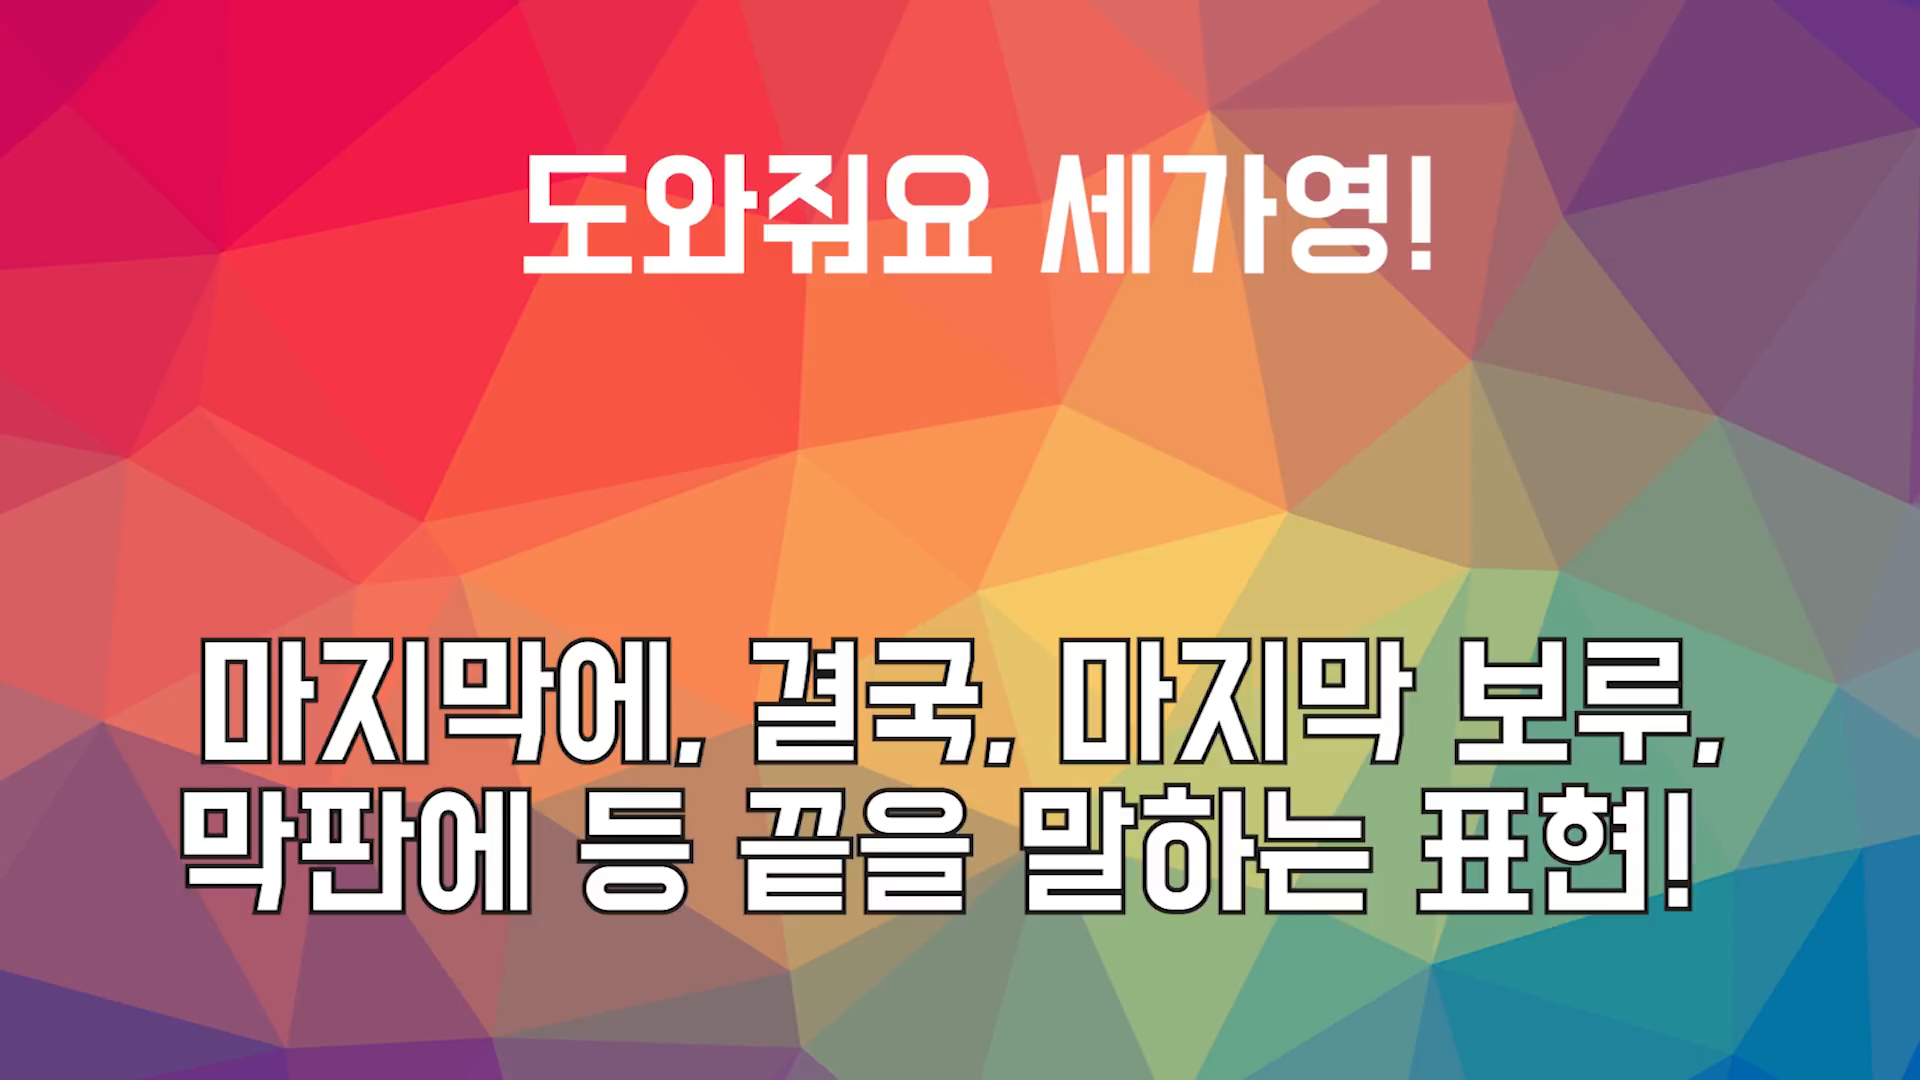 도와줘요 세가영!
마지막에, 결국, 마지막 보루,
막판에 등 끝을 말하는 표현!